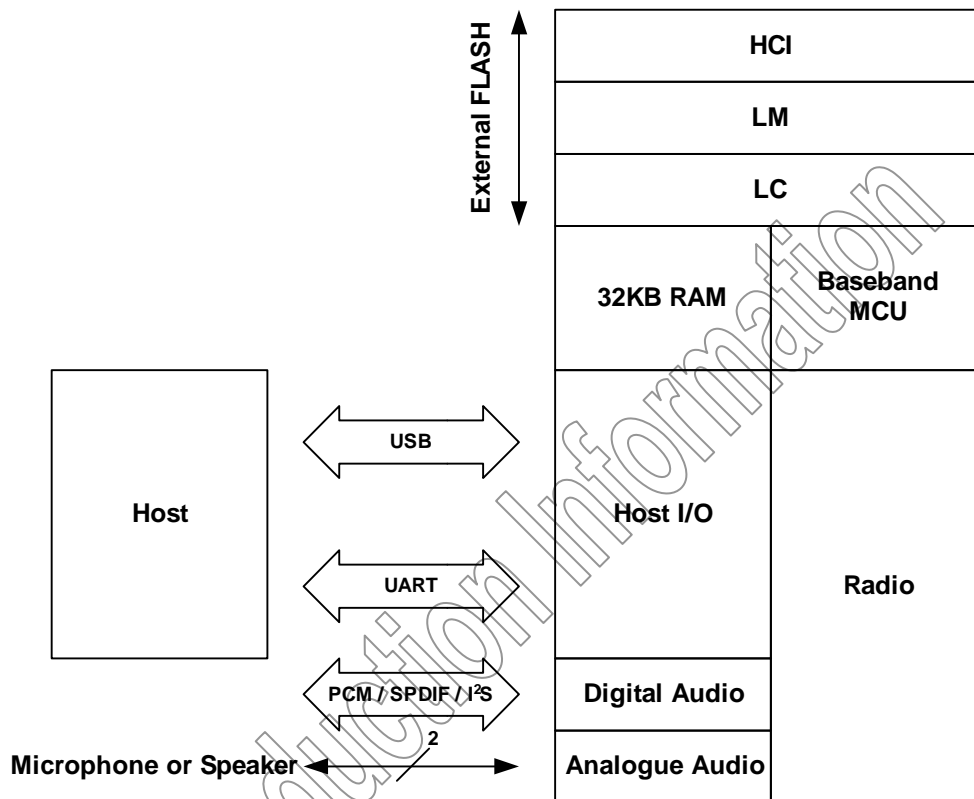 External FLASH
HCI
LM
LC
32KB RAM
Baseband
MCU
Host
USB
Host I/O
UART
Radio
PCM / SPDIF / I²S
Digital Audio
2
Microphone or Speaker
Analogue Audio
duction Information